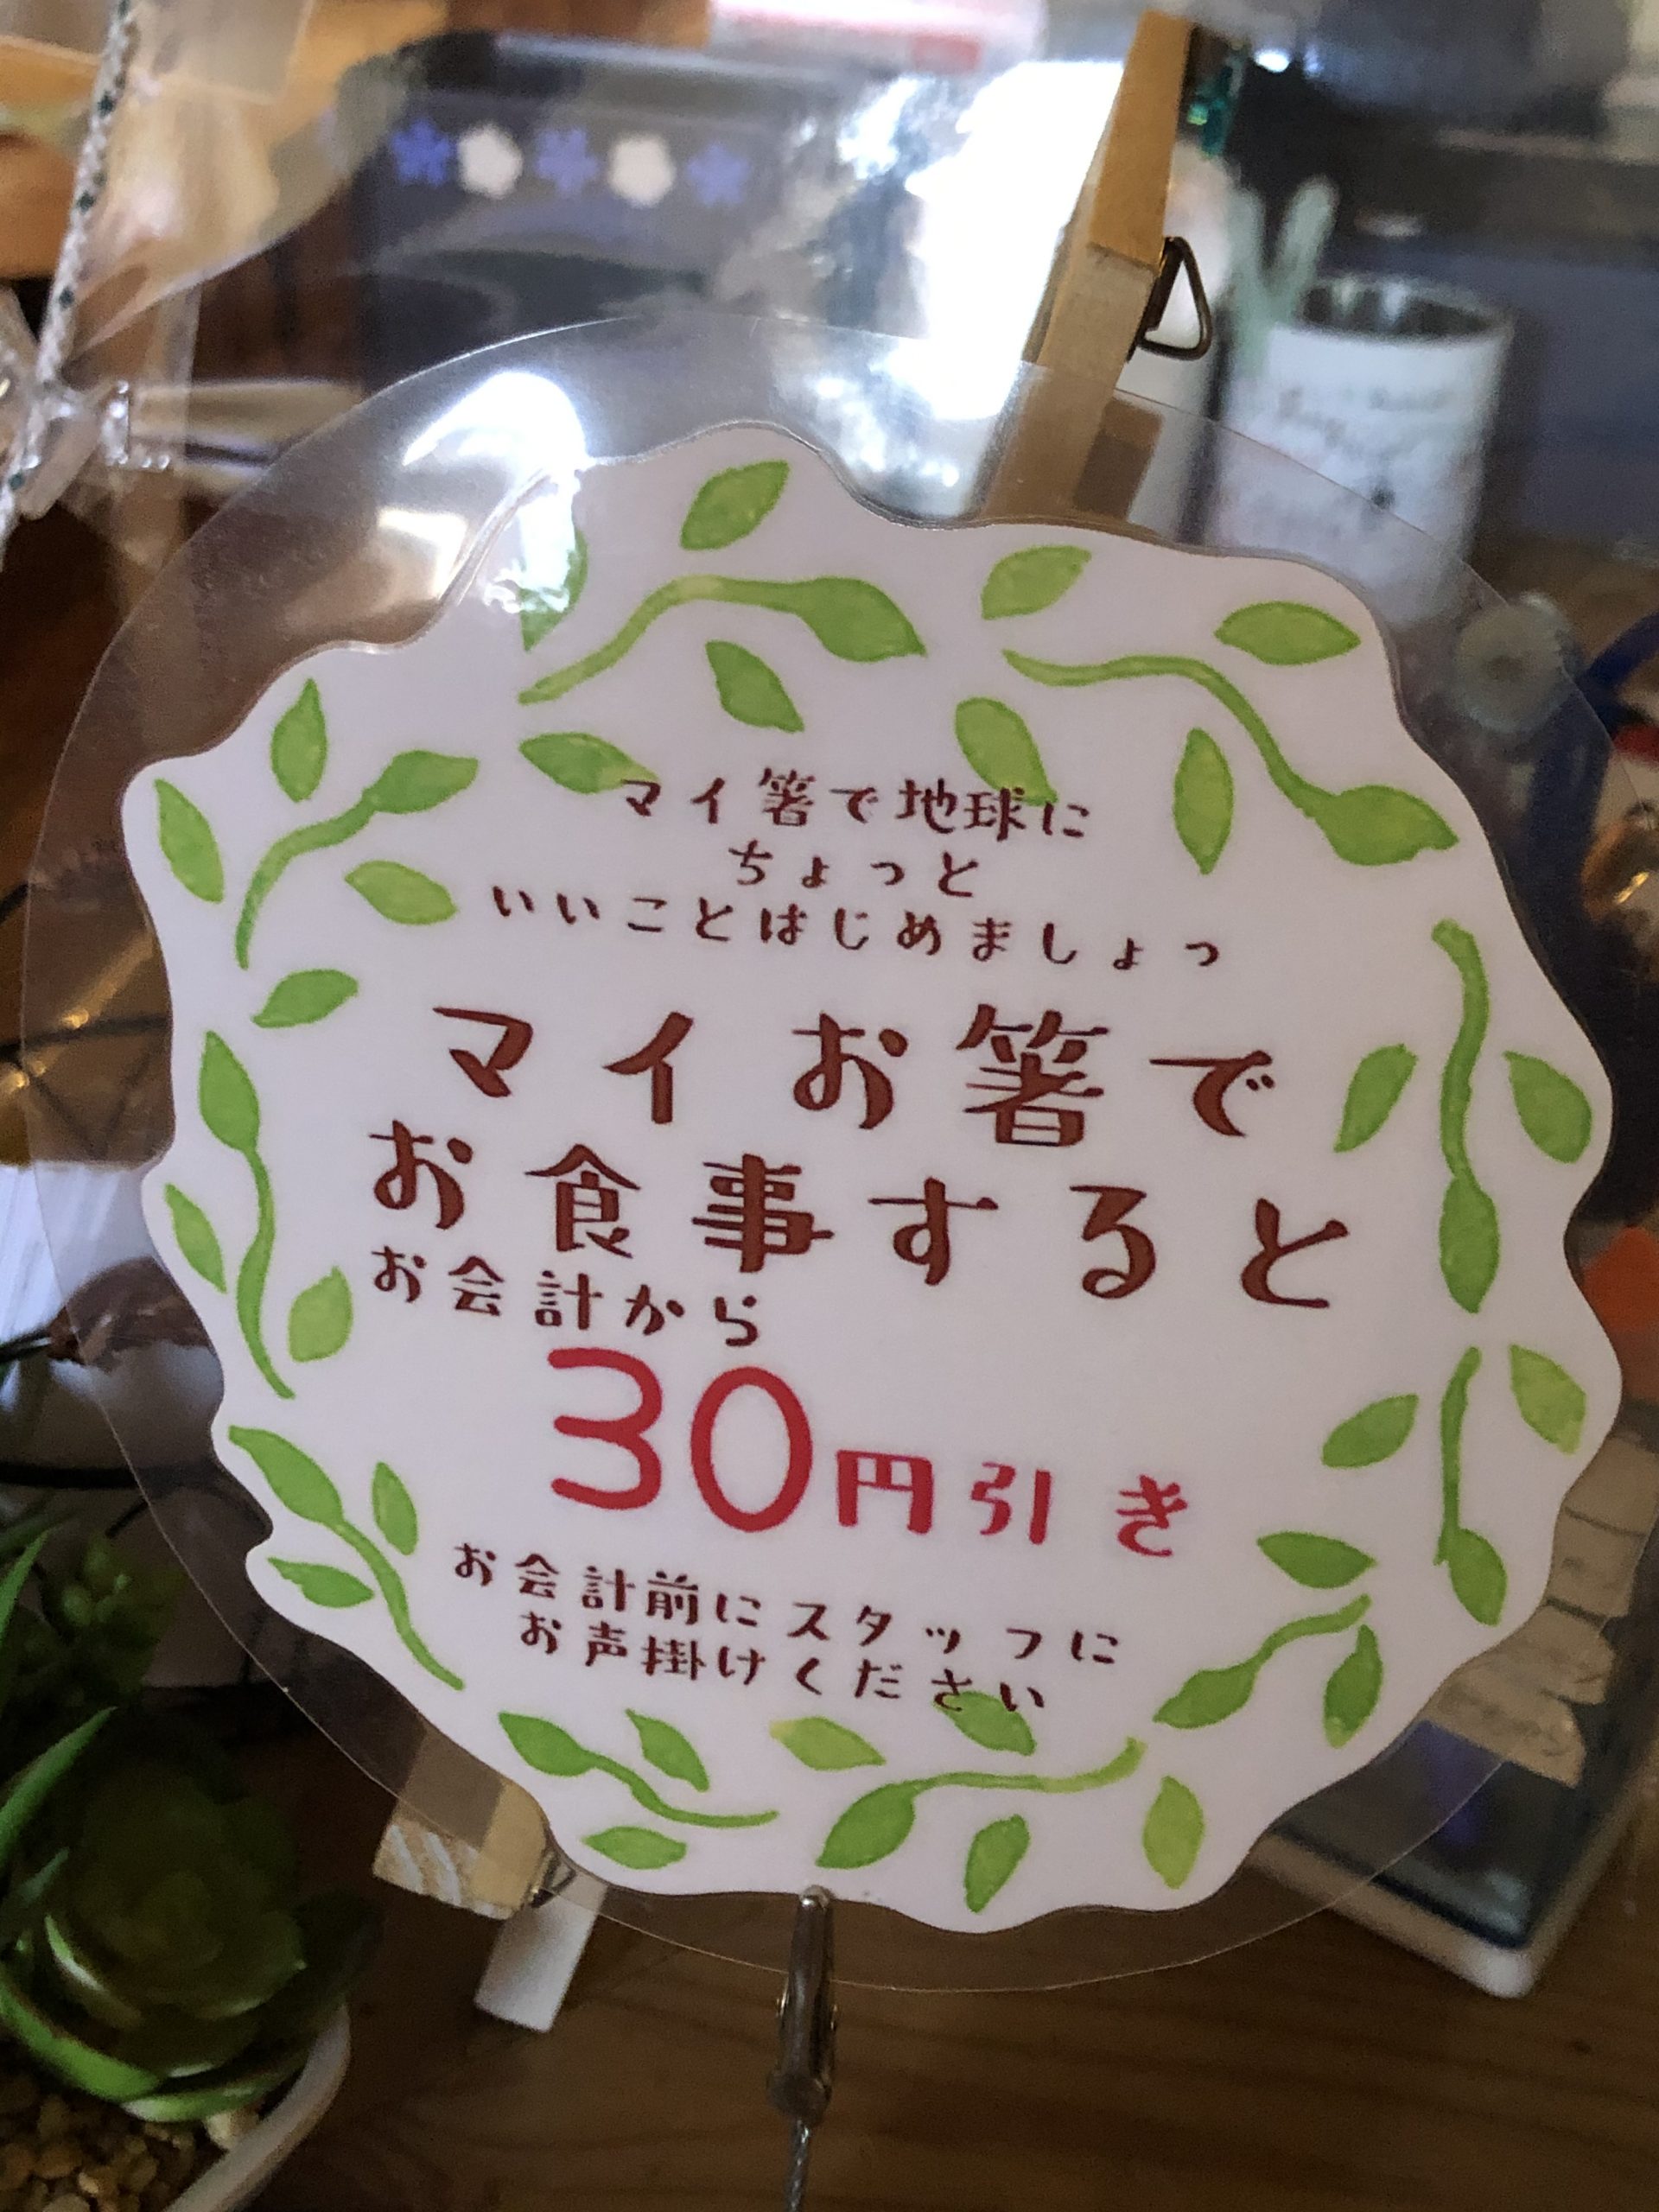 マイ箸で地球に
ちょっと
いいことはじめましょっ
マイお箸で
お食事すると
お会計から
30円引き
お会計前にスタッフに
お声掛けください